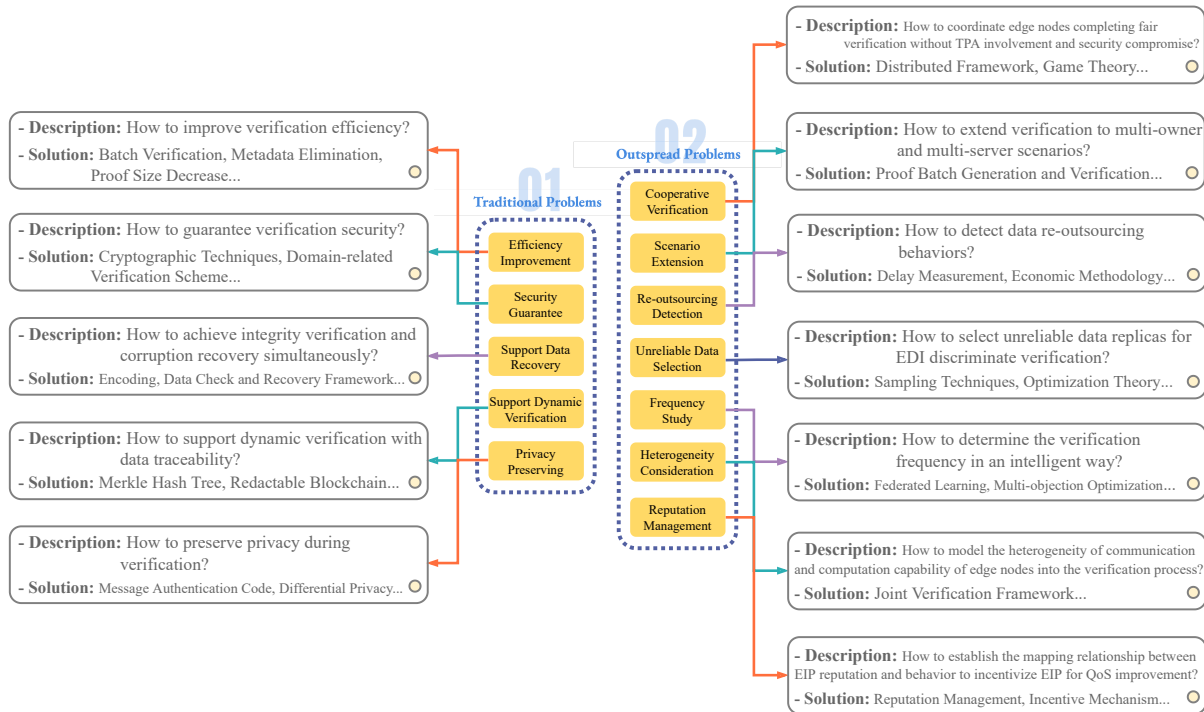 01
Traditional Problems
Efficiency
Improvement
Security
Guarantee
Support Data
Recovery
Support Dynamic
Verification
Privacy
Preserving
- Description: How to improve verification efficiency?
- Solution: Batch Verification, Metadata Elimination,
Proof Size Decrease...
- Description: How to guarantee verification security?
- Solution: Cryptographic Techniques, Domain-related
Verification Scheme...
- Description: How to achieve integrity verification and
corruption recovery simultaneously?
- Solution: Encoding, Data Check and Recovery Framework...
- Description: How to support dynamic verification with
data traceability?
- Solution: Merkle Hash Tree, Redactable Blockchain...
- Description: How to preserve privacy during
verification?
- Solution: Message Authentication Code, Differential Privacy...
02
Outspread Problems
Cooperative
Verification
Scenario
Extension
Re-outsourcing
Detection
Unreliable Data
Selection
Frequency
Study
Heterogeneity
Consideration
Reputation
Management
- Description: How to coordinate edge nodes completing fair
verification without TPA involvement and security compromise?
- Solution: Distributed Framework, Game Theory...
- Description: How to extend verification to multi-owner
and multi-server scenarios?
- Solution: Proof Batch Generation and Verification...
- Description: How to detect data re-outsourcing
behaviors?
- Solution: Delay Measurement, Economic Methodology...
- Description: How to select unreliable data replicas for
EDI discriminate verification?
- Solution: Sampling Techniques, Optimization Theory...
- Description: How to determine the verification
frequency in an intelligent way?
- Solution: Federated Learning, Multi-objection Optimization...
- Description: How to model the heterogeneity of communication
and computation capability of edge nodes into the verification process?
- Solution: Joint Verification Framework...
- Description: How to establish the mapping relationship between
EIP reputation and behavior to incentivize EIP for QoS improvement?
- Solution: Reputation Management, Incentive Mechanism...